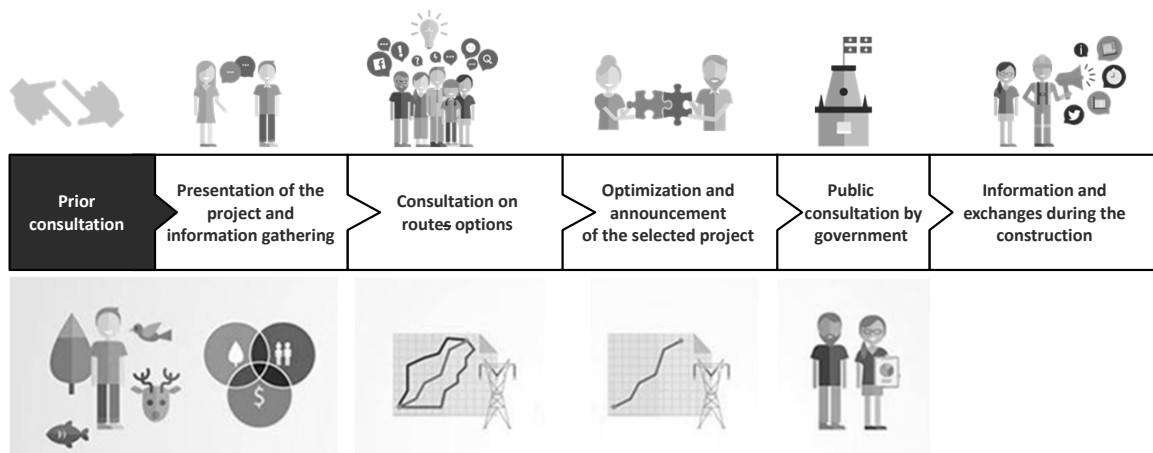 Prior
consultation
Presentation of the
project and
information gathering
Consultation on
routes options
Optimization and
announcement
of the selected project
Public
consultation by
government
Information and
exchanges during the
construction
$